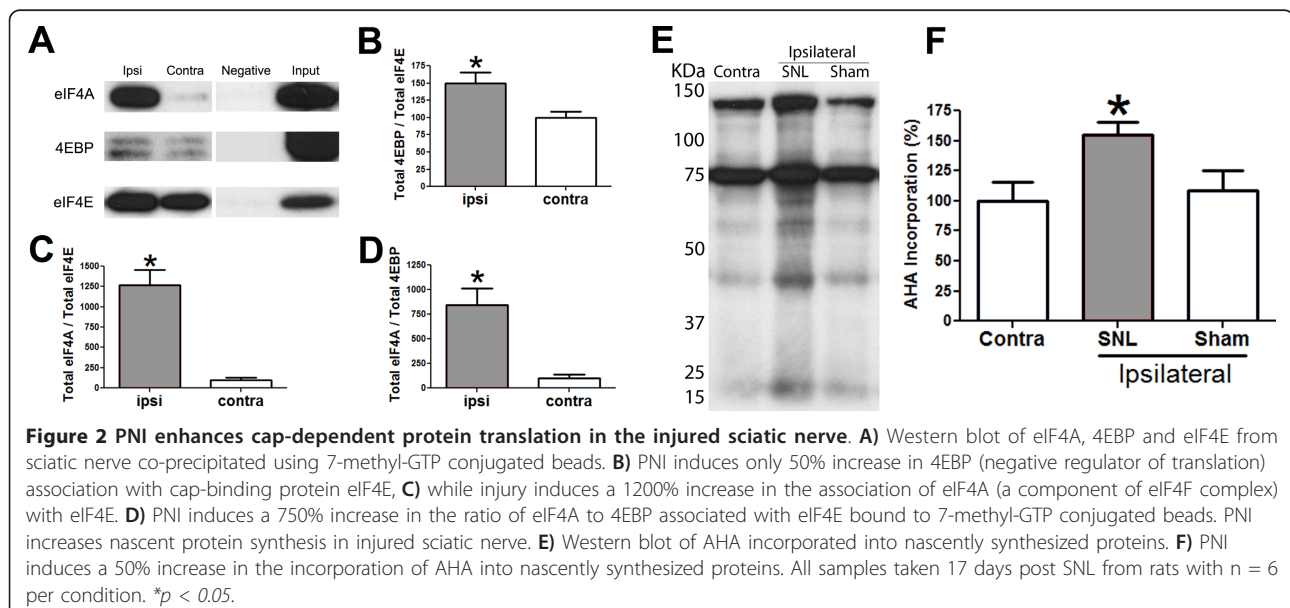 A
Ipsi Contra Negative Input
eIF4A
4EBP
eIF4E
B
Total 4EBP / Total eIF4E
175
150
125
100
75
50
25
0
*
ipsi contra
C
Total eIF4A / Total eIF4E
1500
1250
1000
750
500
250
0
*
ipsi contra
D
Total eIF4A / Total 4EBP
1250
1000
750
500
250
0
*
ipsi contra
E
Ipsilateral
KDa Contra SNL Sham
150
100
75
50
37
25
15
F
AHA Incorporation (%)
175
150
125
100
75
50
25
0
*
Contra SNL Sham
Ipsilateral
Figure 2 PNI enhances cap-dependent protein translation in the injured sciatic nerve. A) Western blot of eIF4A, 4EBP and eIF4E from
sciatic nerve co-precipitated using 7-methyl-GTP conjugated beads. B) PNI induces only 50% increase in 4EBP (negative regulator of translation)
association with cap-binding protein eIF4E, C) while injury induces a 1200% increase in the association of eIF4A (a component of eIF4F complex)
with eIF4E. D) PNI induces a 750% increase in the ratio of eIF4A to 4EBP associated with eIF4E bound to 7-methyl-GTP conjugated beads. PNI
increases nascent protein synthesis in injured sciatic nerve. E) Western blot of AHA incorporated into nascently synthesized proteins. F) PNI
induces a 50% increase in the incorporation of AHA into nascently synthesized proteins. All samples taken 17 days post SNL from rats with n = 6
per condition. *p < 0.05.